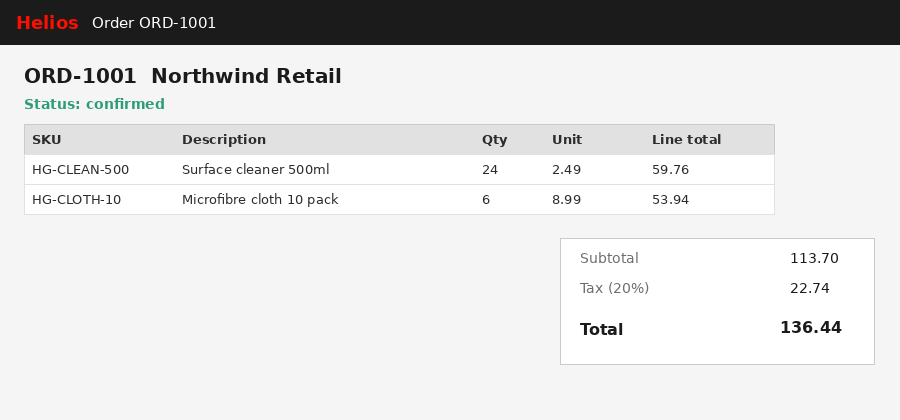 Helios Order ORD-1001
ORD-1001 Northwind Retail
Status: confirmed
SKU Description Qty Unit Line total
HG-CLEAN-500 Surface cleaner 500ml 24 2.49 59.76
HG-CLOTH-10 Microfibre cloth 10 pack 6 8.99 53.94
Subtotal 113.70
Tax (20%) 22.74
Total 136.44